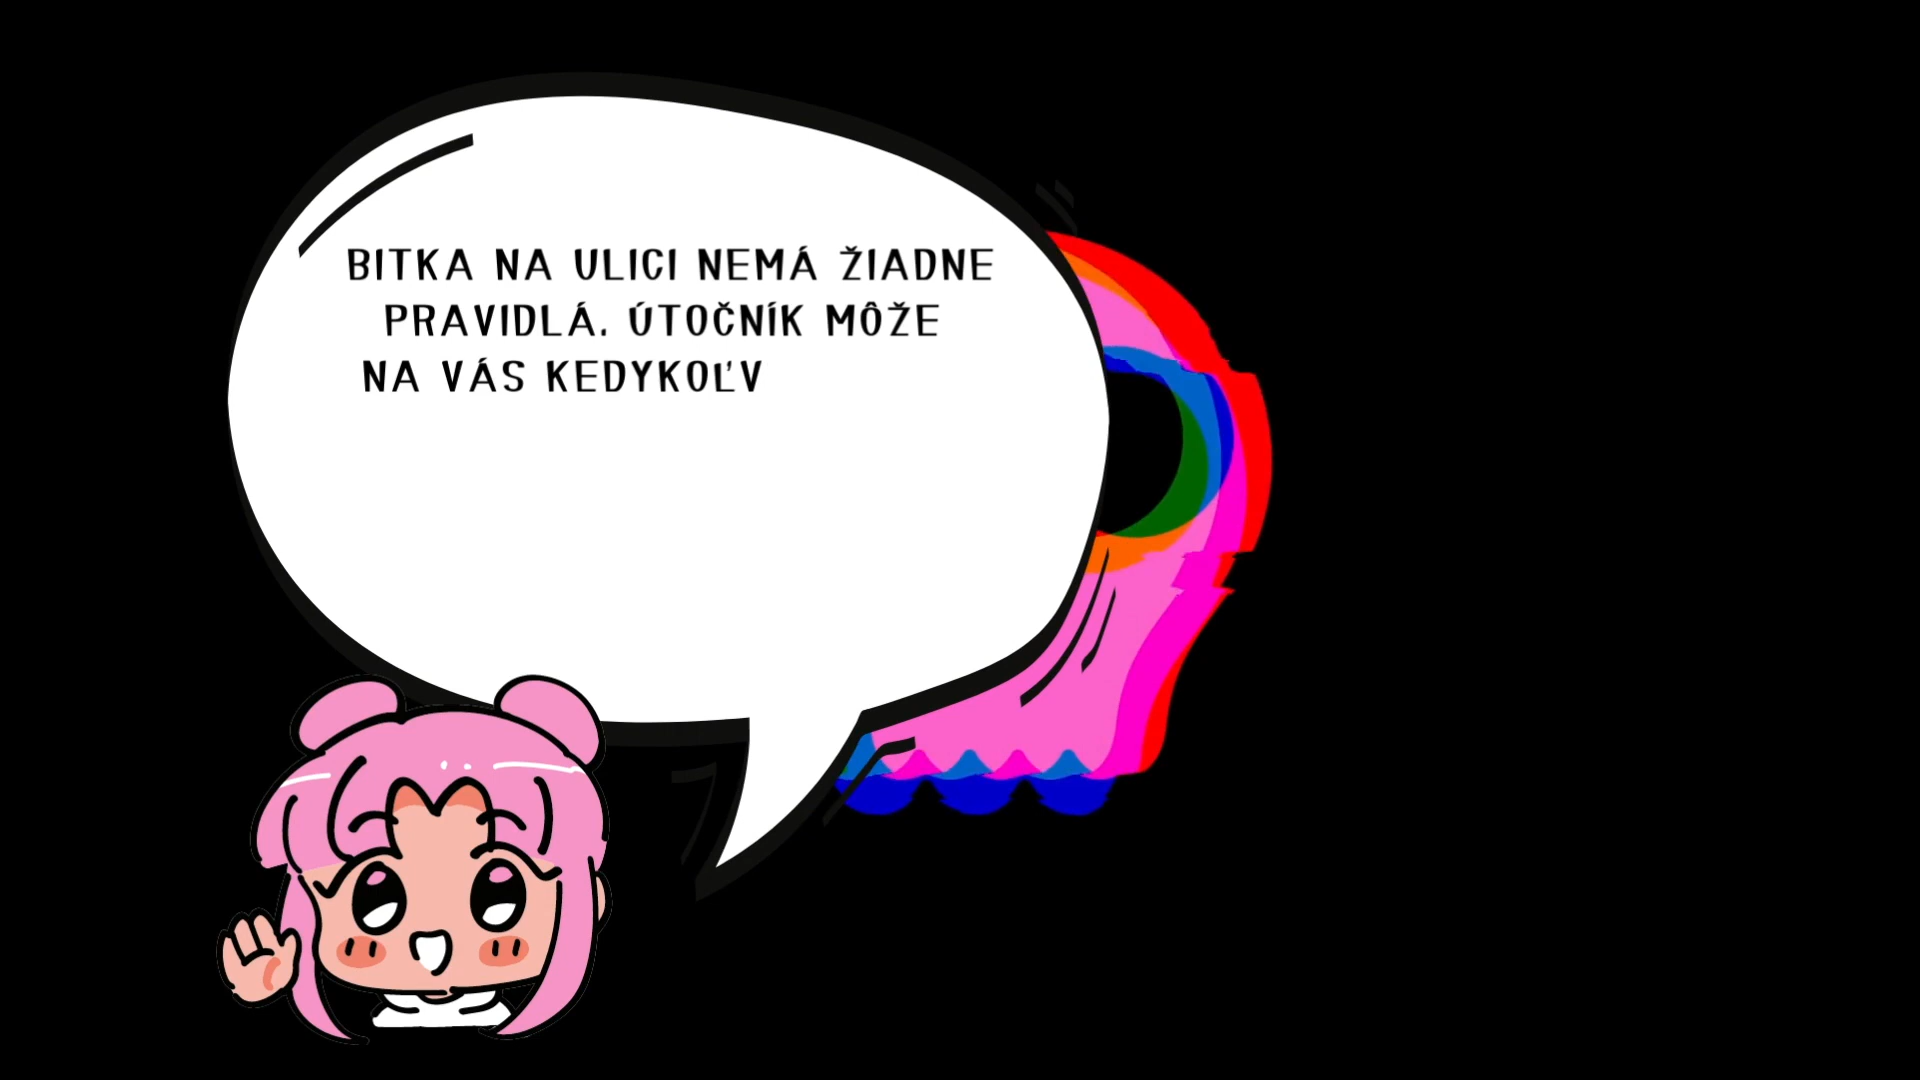 BITKA NA ULICI NEMÁ ŽIADNE
PRAVIDLÁ. ÚTOČNÍK MÔŽE
NA VÁS KEDYKOĽV